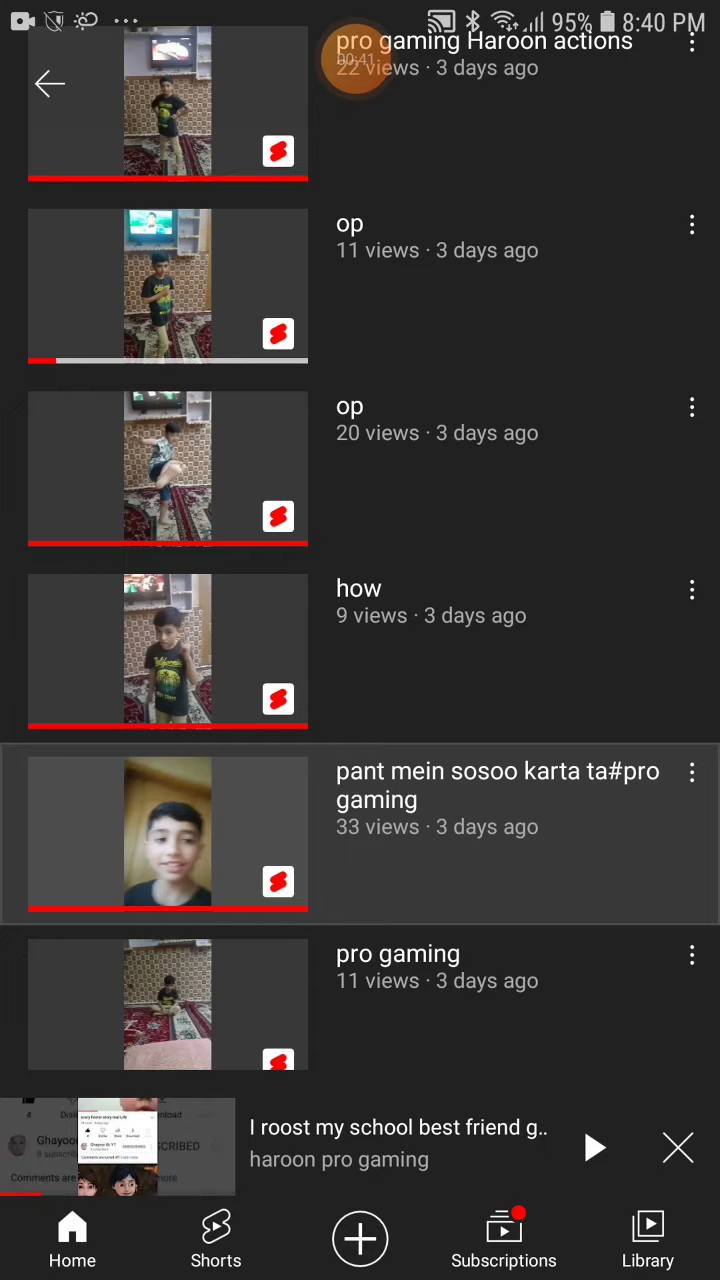 95% 8:40 PM
00:41
pro gaming Haroon actions
22 views · 3 days ago
op
11 views · 3 days ago
op
20 views · 3 days ago
how
9 views · 3 days ago
pant mein sosoo karta ta#pro
gaming
33 views · 3 days ago
pro gaming
11 views · 3 days ago
I roost my school best friend g..
haroon pro gaming
4
Home
Shorts
Subscriptions
Library